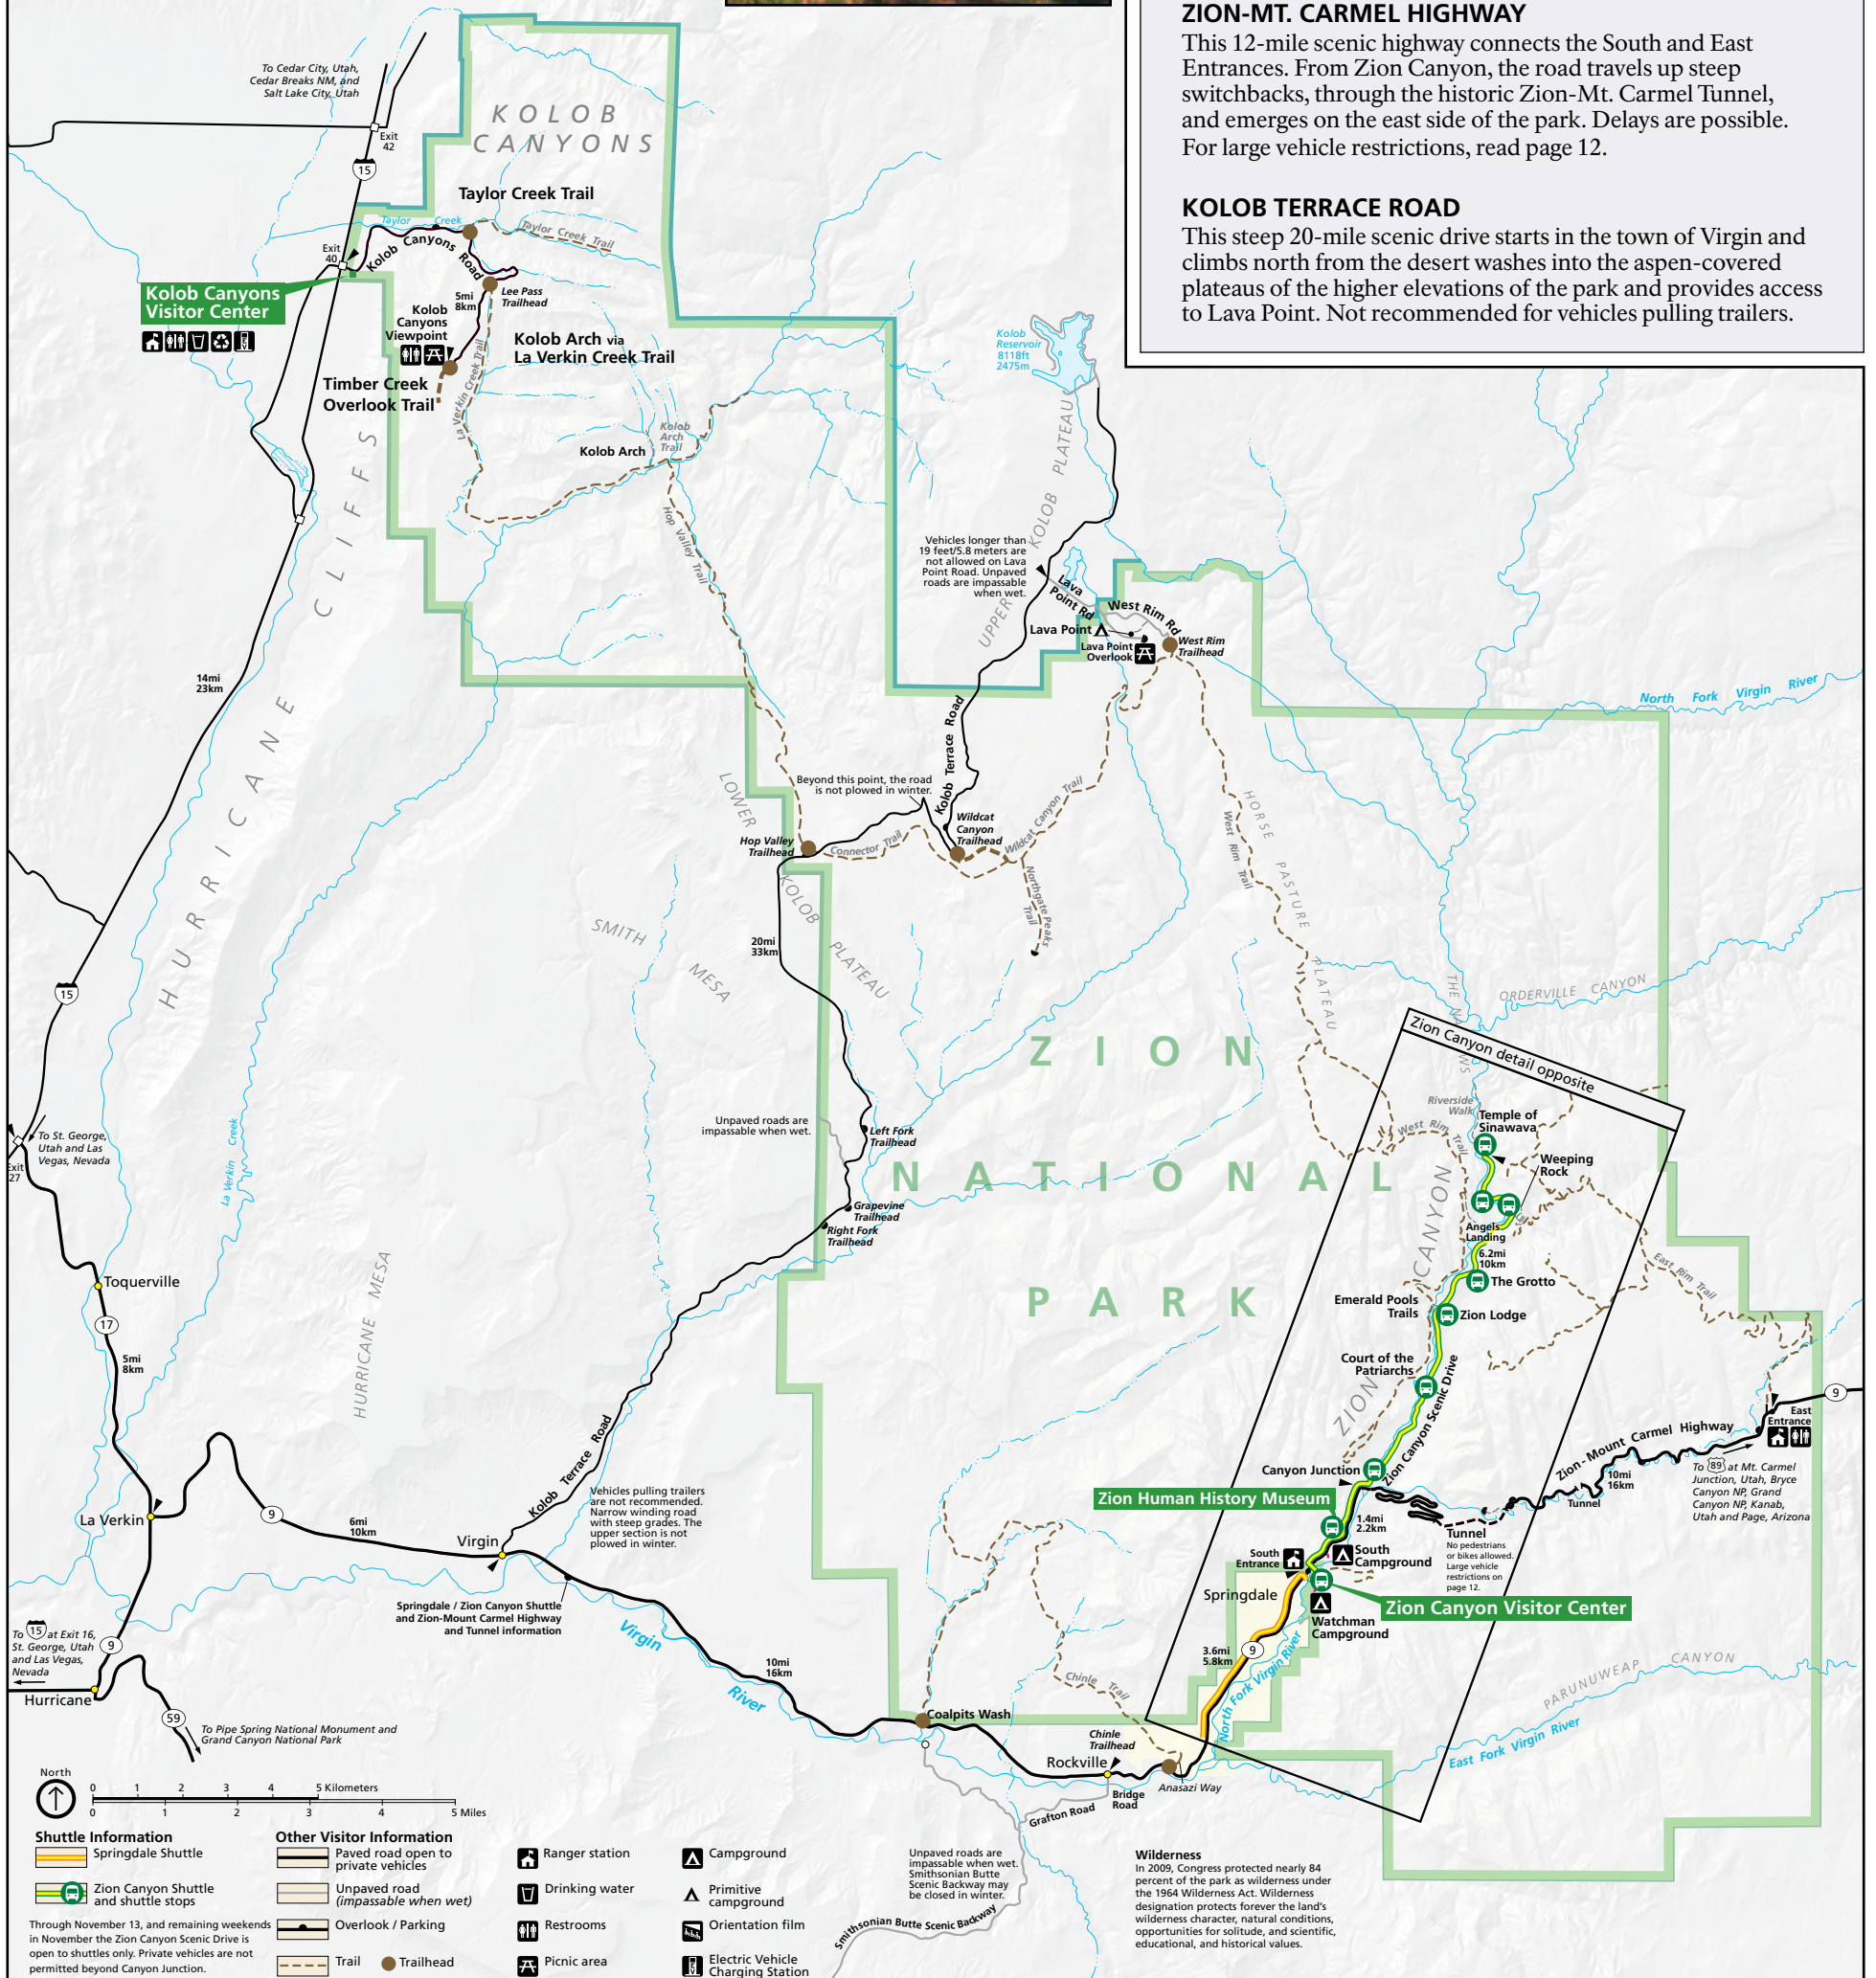 ZION-MT. CARMEL HIGHWAY
This 12-mile scenic highway connects the South and East
Entrances. From Zion Canyon, the road travels up steep
switchbacks, through the historic Zion-Mt. Carmel Tunnel,
and emerges on the east side of the park. Delays are possible.
For large vehicle restrictions, read page 12.
KOLOB TERRACE ROAD
This steep 20-mile scenic drive starts in the town of Virgin and
climbs north from the desert washes into the aspen-covered
plateaus of the higher elevations of the park and provides access
to Lava Point. Not recommended for vehicles pulling trailers.
To Cedar City, Utah,
Cedar Breaks NM, and
Salt Lake City, Utah
Exit
42
15
KOLOB
CANYONS
Taylor Creek Trail
Taylor Creek
Taylor Creek Trail
Exit
40
Kolob Canyons Road
Kolob Canyons
Visitor Center
5mi
8km
Lee Pass
Trailhead
Kolob
Canyons
Viewpoint
Kolob Arch via
La Verkin Creek Trail
Timber Creek
Overlook Trail
La Verkin Creek Trail
Kolob
Arch
Trail
Kolob Arch
Hop Valley Trail
Kolob
Reservoir
8118ft
2475m
UPPER KOLOB PLATEAU
Vehicles longer than
19 feet/5.8 meters are
not allowed on Lava
Point Road. Unpaved
roads are impassable
when wet.
Lava
Point Rd
West Rim Rd
Lava Point
Lava Point
Overlook
West Rim
Trailhead
North Fork Virgin River
HURRICANE CLIFFS
14mi
23km
Kolob Terrace Road
Beyond this point, the road
is not plowed in winter.
LOWER KOLOB PLATEAU
Hop Valley
Trailhead
Connector Trail
Wildcat
Canyon
Trailhead
Wildcat Canyon Trail
Northgate Peaks
Trail
West Rim Trail
HORSE PASTURE PLATEAU
SMITH
MESA
20mi
33km
15
THE NARROWS
ORDERVILLE CANYON
ZION
NATIONAL
PARK
Zion Canyon detail opposite
Riverside
Walk
Temple of
Sinawava
West Rim Trail
Weeping
Rock
Angels
Landing
6.2mi
10km
The Grotto
Emerald Pools
Trails
Zion Lodge
Court of the
Patriarchs
ZION CANYON
Zion Canyon Scenic Drive
East Rim Trail
Unpaved roads are
impassable when wet.
Left Fork
Trailhead
Grapevine
Trailhead
Right Fork
Trailhead
To St. George,
Utah and Las
Vegas, Nevada
Exit
27
La Verkin Creek
Toquerville
17
5mi
8km
HURRICANE MESA
9
East
Entrance
Zion-Mount Carmel Highway
10mi
16km
Tunnel
To 89 at Mt. Carmel
Junction, Utah, Bryce
Canyon NP, Grand
Canyon NP, Kanab,
Utah and Page, Arizona
Canyon Junction
Zion Human History Museum
1.4mi
2.2km
Tunnel
No pedestrians
or bikes allowed.
Large vehicle
restrictions on
page 12.
South
Entrance
South
Campground
Springdale
Zion Canyon Visitor Center
Watchman
Campground
3.6mi
5.8km
9
North Fork Virgin River
PARUNUWEAP CANYON
East Fork Virgin River
Kolob Terrace Road
Vehicles pulling trailers
are not recommended.
Narrow winding road
with steep grades. The
upper section is not
plowed in winter.
La Verkin
9
6mi
10km
Virgin
Springdale / Zion Canyon Shuttle
and Zion-Mount Carmel Highway
and Tunnel information
Virgin River
10mi
16km
To 15 at Exit 16,
St. George, Utah
and Las Vegas,
Nevada
9
Hurricane
59
To Pipe Spring National Monument and
Grand Canyon National Park
Coalpits Wash
Chinle Trail
Chinle
Trailhead
Rockville
Anasazi Way
Bridge
Road
Grafton Road
Smithsonian Butte Scenic Backway
Unpaved roads are
impassable when wet.
Smithsonian Butte
Scenic Backway may
be closed in winter.
Wilderness
In 2009, Congress protected nearly 84
percent of the park as wilderness under
the 1964 Wilderness Act. Wilderness
designation protects forever the land's
wilderness character, natural conditions,
opportunities for solitude, and scientific,
educational, and historical values.
North
0 1 2 3 4 5 Kilometers
0 1 2 3 4 5 Miles
Shuttle Information
Springdale Shuttle
Zion Canyon Shuttle
and shuttle stops
Through November 13, and remaining weekends
in November the Zion Canyon Scenic Drive is
open to shuttles only. Private vehicles are not
permitted beyond Canyon Junction.
Other Visitor Information
Paved road open to
private vehicles
Unpaved road
(impassable when wet)
Overlook / Parking
Trail
Trailhead
Ranger station
Drinking water
Restrooms
Picnic area
Campground
Primitive
campground
Orientation film
Electric Vehicle
Charging Station